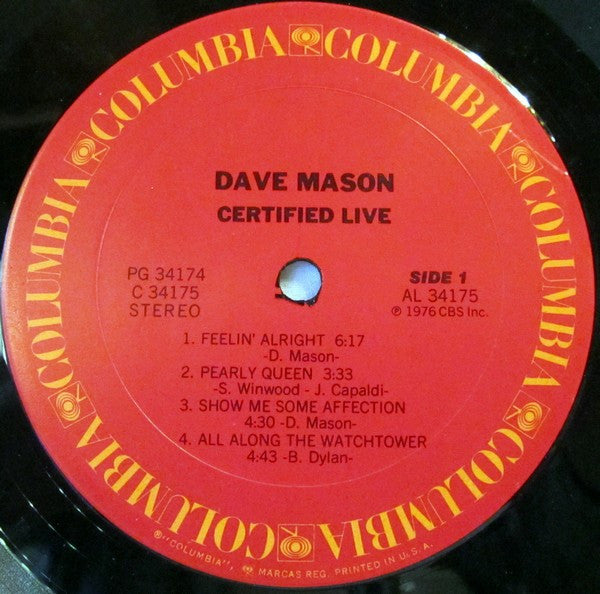 COLUMBIA COLUMBIA COLUMBIA COLUMBIA COLUMBIA COLUMBIA
DAVE MASON
CERTIFIED LIVE
PG 34174
C 34175
STEREO
SIDE 1
AL 34175
℗ 1976 CBS Inc.
1. FEELIN' ALRIGHT 6:17
-D. Mason-
2. PEARLY QUEEN 3:33
-S. Winwood - J. Capaldi-
3. SHOW ME SOME AFFECTION
4:30 -D. Mason-
4. ALL ALONG THE WATCHTOWER
4:43 -B. Dylan-
®"COLUMBIA", MARCAS REG. PRINTED IN U.S.A.